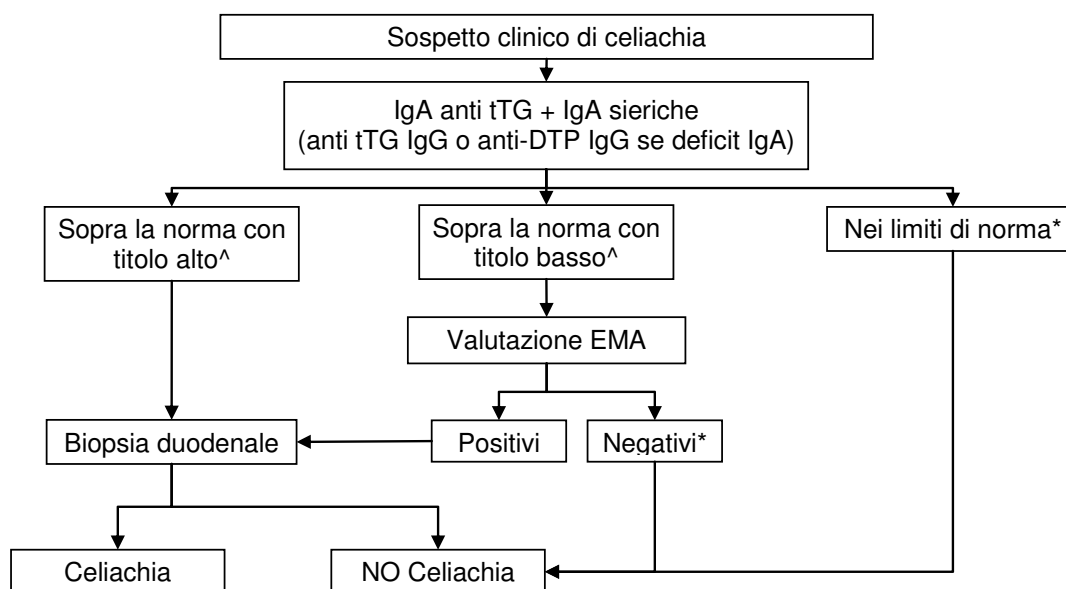 Sospetto clinico di celiachia
IgA anti tTG + IgA sieriche
(anti tTG IgG o anti-DTP IgG se deficit IgA)
Sopra la norma con
titolo alto^
Sopra la norma con
titolo basso^
Nei limiti di norma*
Valutazione EMA
Biopsia duodenale
Positivi
Negativi*
Celiachia
NO Celiachia